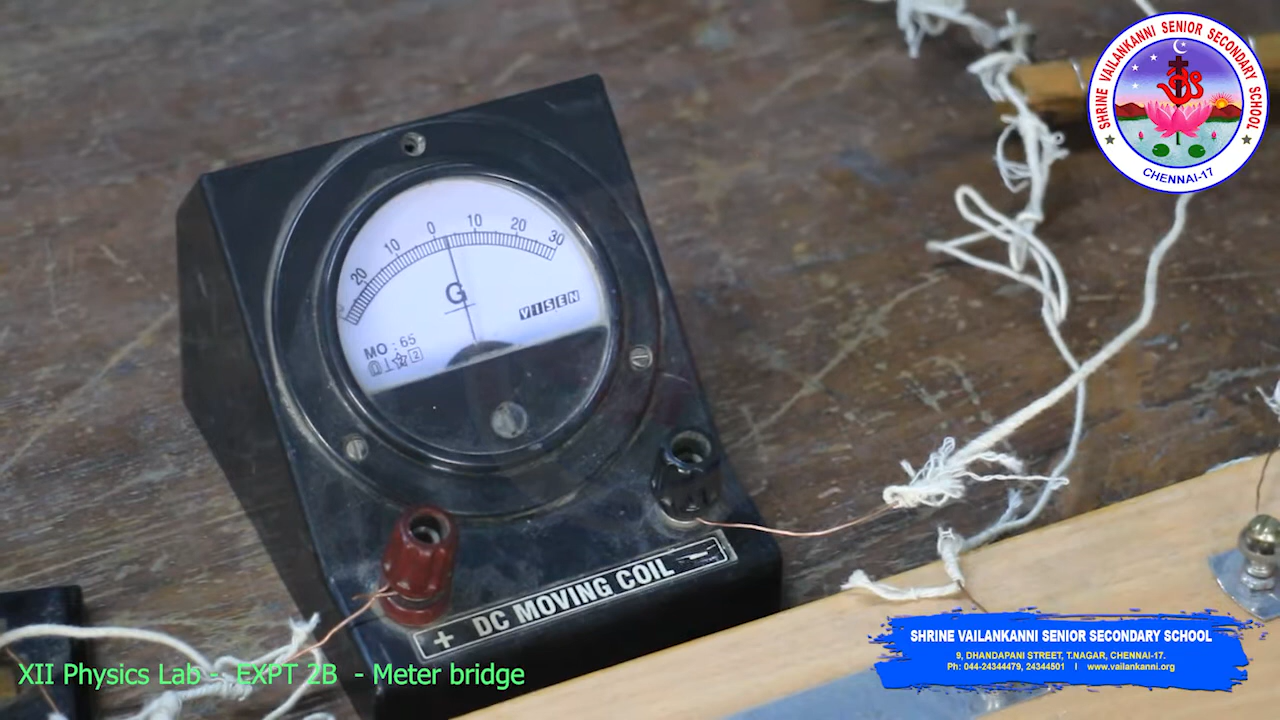 SHRINE VAILANKANNI SENIOR SECONDARY SCHOOL
CHENNAI-17
20 10 0 10 20 30
G
VISEN
MO : 65
2
+ DC MOVING COIL -
XII Physics Lab - EXPT 2B - Meter bridge
SHRINE VAILANKANNI SENIOR SECONDARY SCHOOL
9, DHANDAPANI STREET, T.NAGAR, CHENNAI-17.
Ph: 044-24344479, 24344501 I www.vailankanni.org